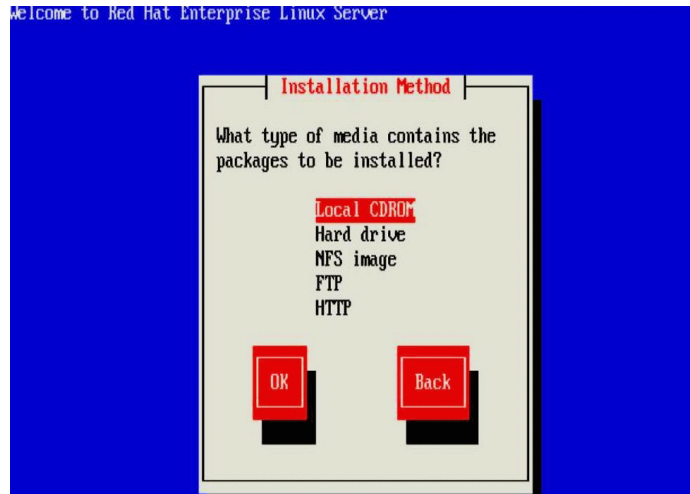 Welcome to Red Hat Enterprise Linux Server
Installation Method
What type of media contains the
packages to be installed?
Local CDROM
Hard drive
NFS image
FTP
HTTP
OK
Back